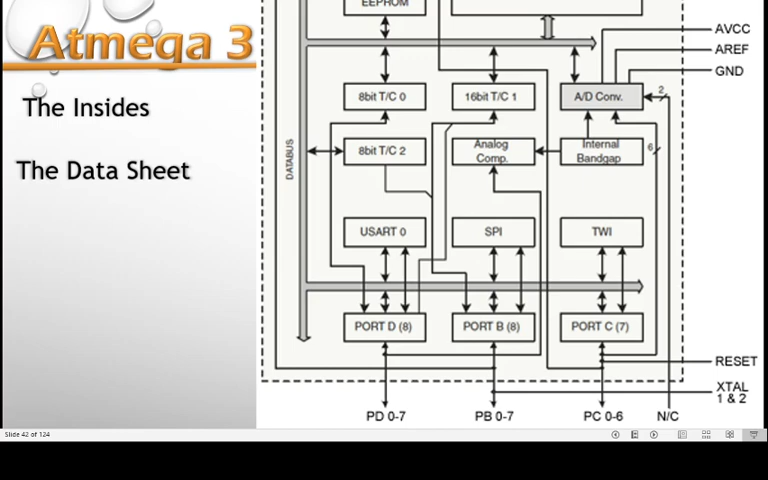 Atmega 3
The Insides
The Data Sheet
EEPROM
AVCC
AREF
GND
8bit T/C 0
16bit T/C 1
A/D Conv.
2
DATABUS
8bit T/C 2
Analog
Comp.
Internal
Bandgap
6
USART 0
SPI
TWI
PORT D (8)
PORT B (8)
PORT C (7)
RESET
XTAL
1 & 2
PD 0-7
PB 0-7
PC 0-6
N/C
Slide 42 of 124